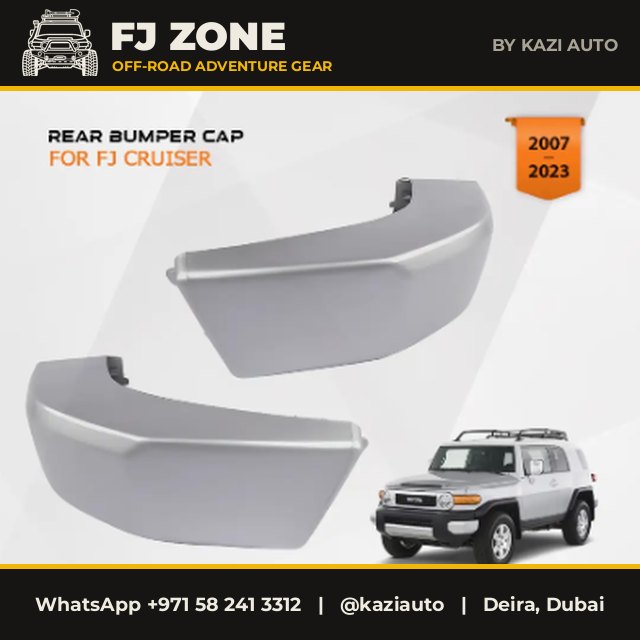 FJ ZONE
OFF-ROAD ADVENTURE GEAR
BY KAZI AUTO
REAR BUMPER CAP
FOR FJ CRUISER
2007
2023
WhatsApp +971 58 241 3312 | @kaziauto | Deira, Dubai